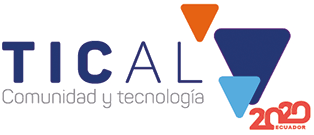 TICAL
Comunidad y tecnología
2020
ECUADOR